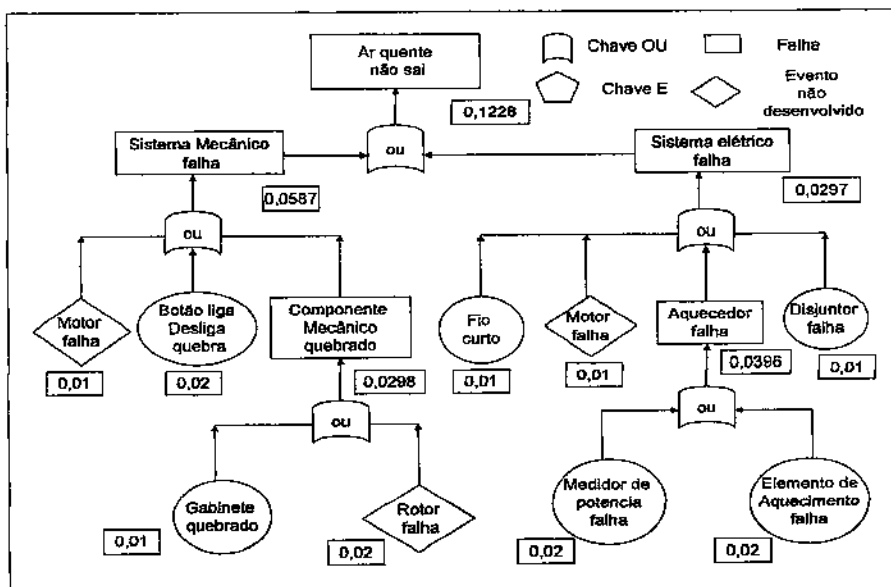 Ar quente
não sai
Chave OU
Falha
Chave E
Evento
não
desenvolvido
0,1228
Sistema Mecânico
falha
ou
Sistema elétrico
falha
0,0587
0,0297
ou
ou
Motor
falha
Botão liga
Desliga
quebra
Componente
Mecânico
quebrado
Fio
curto
Motor
falha
Aquecedor
falha
Disjuntor
falha
0,01
0,02
0,0298
0,01
0,01
0,0396
0,01
ou
ou
Gabinete
quebrado
Rotor
falha
Medidor de
potencia
falha
Elemento de
Aquecimento
falha
0,01
0,02
0,02
0,02